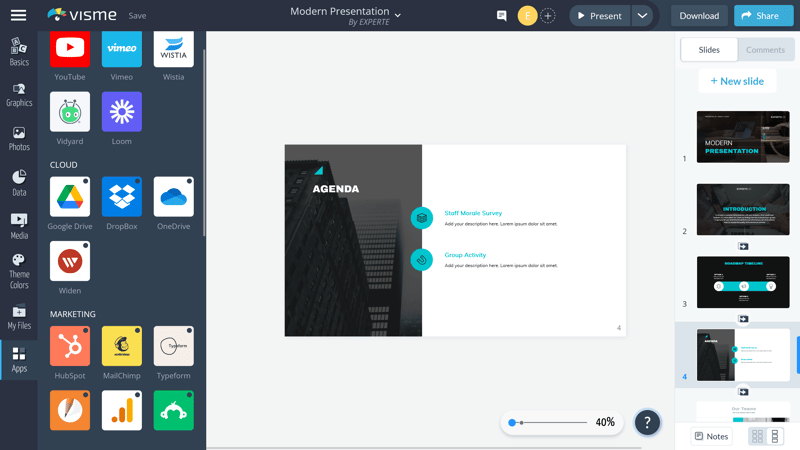 visme
Save
Modern Presentation
By EXPERTE
E
Present
Download
Share
Basics
Graphics
Photos
Data
Media
Theme
Colors
My Files
Apps
YouTube
Vimeo
Wistia
vimeo
WISTIA
Vidyard
Loom
CLOUD
Google Drive
DropBox
OneDrive
Widen
MARKETING
HubSpot
MailChimp
Typeform
Typeform
AGENDA
Staff Morale Survey
Add your description here. Lorem ipsum dolor sit amet.
Group Activity
Add your description here. Lorem ipsum dolor sit amet.
4
40%
?
Slides
Comments
+ New slide
1
MODERN
PRESENTATION
2
INTRODUCTION
3
ROADMAP TIMELINE
4
AGENDA
Our Teams
Notes